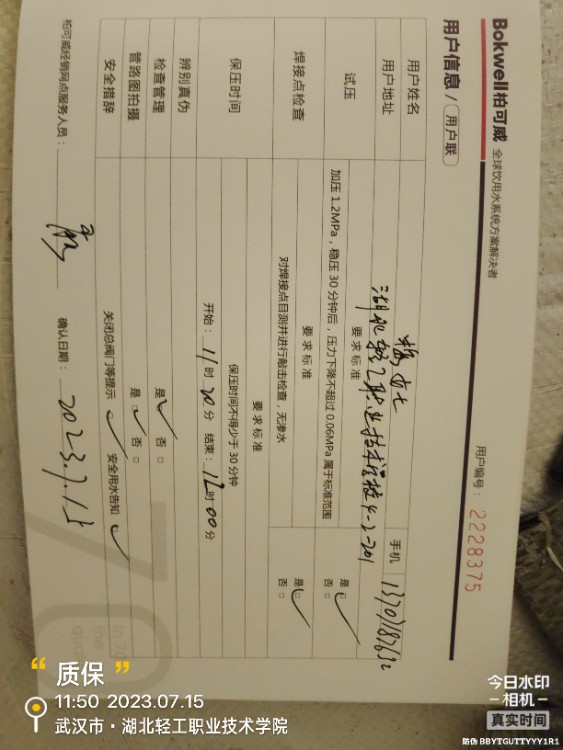 Bokwell柏可威 全球饮用水系统方案解决者
用户编号：2228375
用户信息 / 用户联
用户姓名
手机
用户地址 湖北轻工职业技术学校4-2-201
试压
要求标准
加压1.2MPa，稳压30分钟后，压力下降不超过0.06MPa属于标准范围
是 ✓
否 □
焊接点检查
要求标准
对焊接点目测并进行敲击检查，无渗水
是 ✓
否 □
保压时间
要求标准
保压时间不得少于30分钟
开始：11时20分 结束：12时00分
辨别真伪
检查管理 是 ✓ 否 □
管路图拍摄 是 ✓ 否 □
安全措辞 关闭总阀门等提示 ✓ 安全用水告知 ✓
柏可威经销网点服务人员：
确认日期：2023.7.15
“质保”
11:50 2023.07.15
武汉市·湖北轻工职业技术学院
今日水印
-相机-
真实时间
防伪 BBYTGUTTYYY1R1